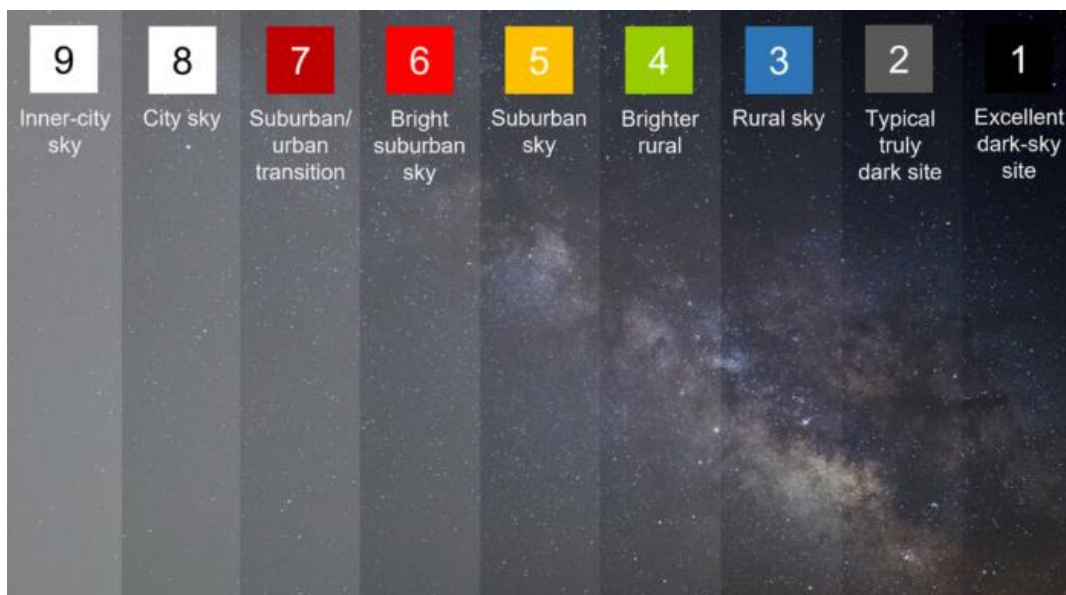 9
Inner-city
sky
8
City sky
7
Suburban/
urban
transition
6
Bright
suburban
sky
5
Suburban
sky
4
Brighter
rural
3
Rural sky
2
Typical
truly
dark site
1
Excellent
dark-sky
site